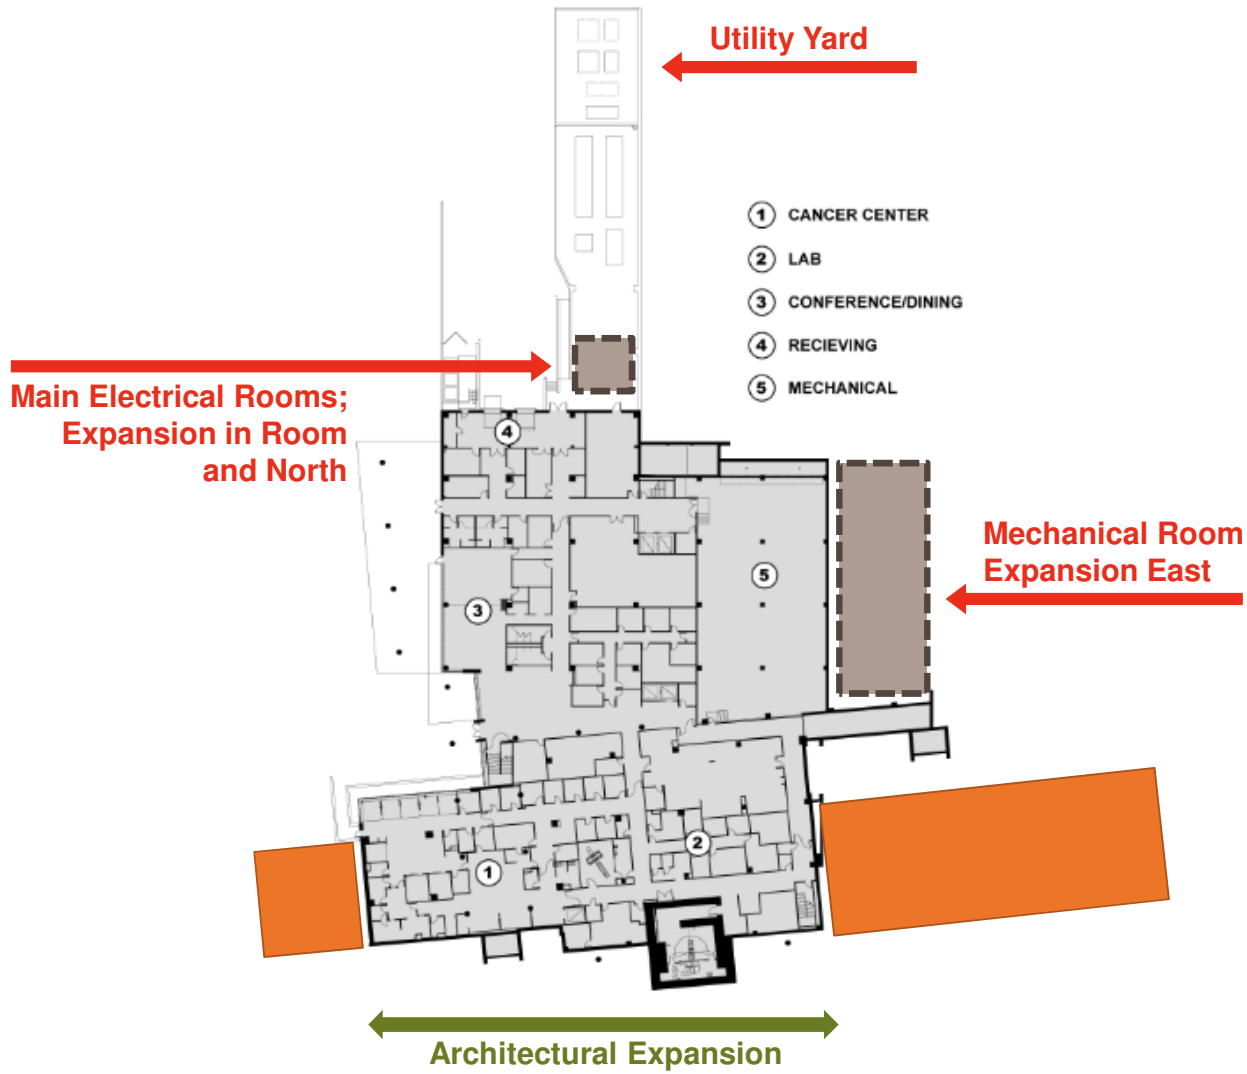 Utility Yard
1 CANCER CENTER
2 LAB
3 CONFERENCE/DINING
4 RECIEVING
5 MECHANICAL
Main Electrical Rooms;
Expansion in Room
and North
4
Mechanical Room
Expansion East
5
3
2
1
Architectural Expansion